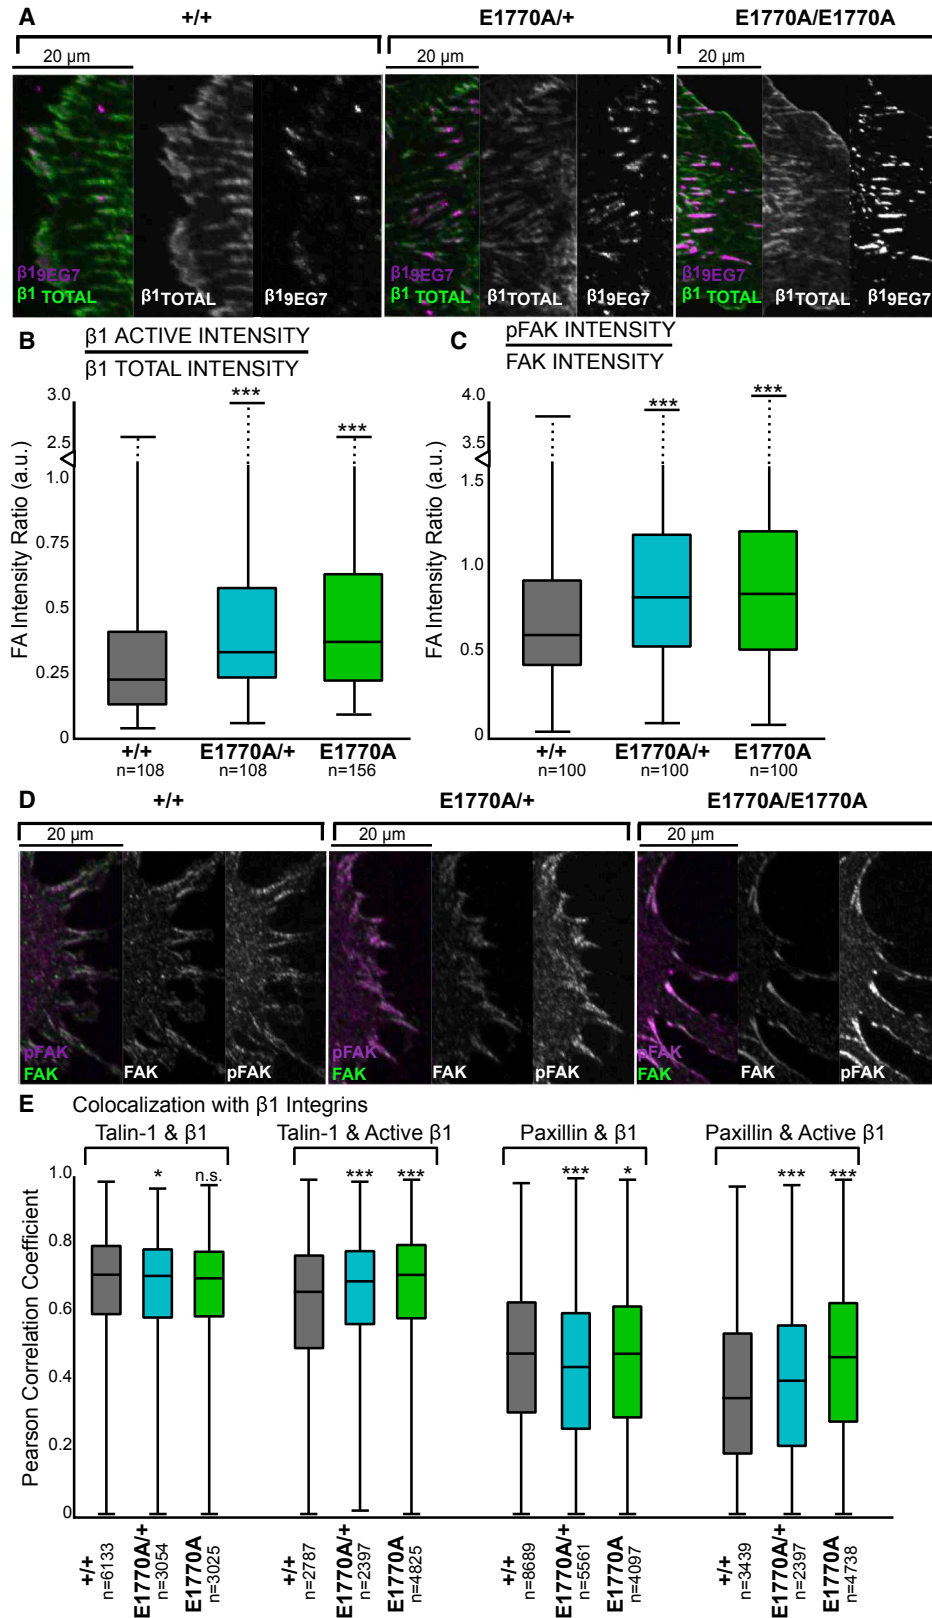 A
+/+
E1770A/+
E1770A/E1770A
20 µm
20 µm
20 µm
β19EG7
β1 TOTAL
β1TOTAL
β19EG7
β19EG7
β1 TOTAL
β1TOTAL
β19EG7
β19EG7
β1 TOTAL
β1TOTAL
β19EG7
B
β1 ACTIVE INTENSITY
β1 TOTAL INTENSITY
FA Intensity Ratio (a.u.)
3.0
2.5
1.0
0.75
0.5
0.25
0
***
***
+/+
n=108
E1770A/+
n=108
E1770A
n=156
C
pFAK INTENSITY
FAK INTENSITY
FA Intensity Ratio (a.u.)
4.0
3.5
1.5
1.0
0.5
0
***
***
+/+
n=100
E1770A/+
n=100
E1770A
n=100
D
+/+
E1770A/+
E1770A/E1770A
20 µm
20 µm
20 µm
pFAK
FAK
FAK
pFAK
pFAK
FAK
FAK
pFAK
pFAK
FAK
FAK
pFAK
E
Colocalization with β1 Integrins
Talin-1 & β1
Talin-1 & Active β1
Paxillin & β1
Paxillin & Active β1
Pearson Correlation Coefficient
1.0
0.8
0.6
0.4
0.2
0
*
n.s.
***
***
***
*
***
***
+/+
n=6133
E1770A/+
n=3054
E1770A
n=3025
+/+
n=2787
E1770A/+
n=2397
E1770A
n=4825
+/+
n=8689
E1770A/+
n=5561
E1770A
n=4097
+/+
n=3439
E1770A/+
n=2397
E1770A
n=4738